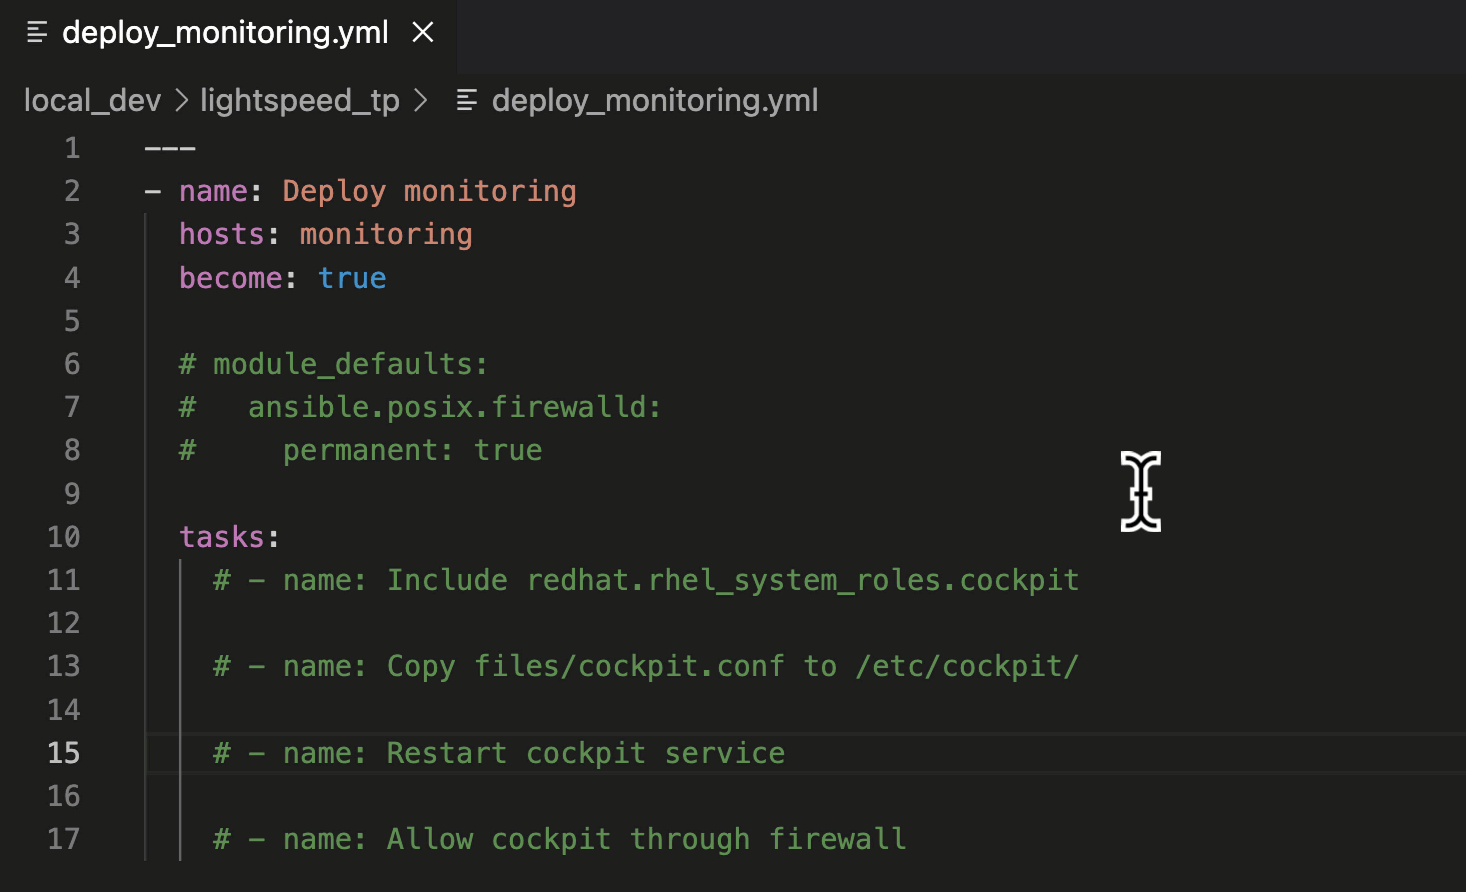 deploy_monitoring.yml
local_dev > lightspeed_tp > deploy_monitoring.yml
1 ---
2 - name: Deploy monitoring
3   hosts: monitoring
4   become: true
5
6   # module_defaults:
7   #   ansible.posix.firewalld:
8   #     permanent: true
9
10   tasks:
11     # - name: Include redhat.rhel_system_roles.cockpit
12
13     # - name: Copy files/cockpit.conf to /etc/cockpit/
14
15     # - name: Restart cockpit service
16
17     # - name: Allow cockpit through firewall